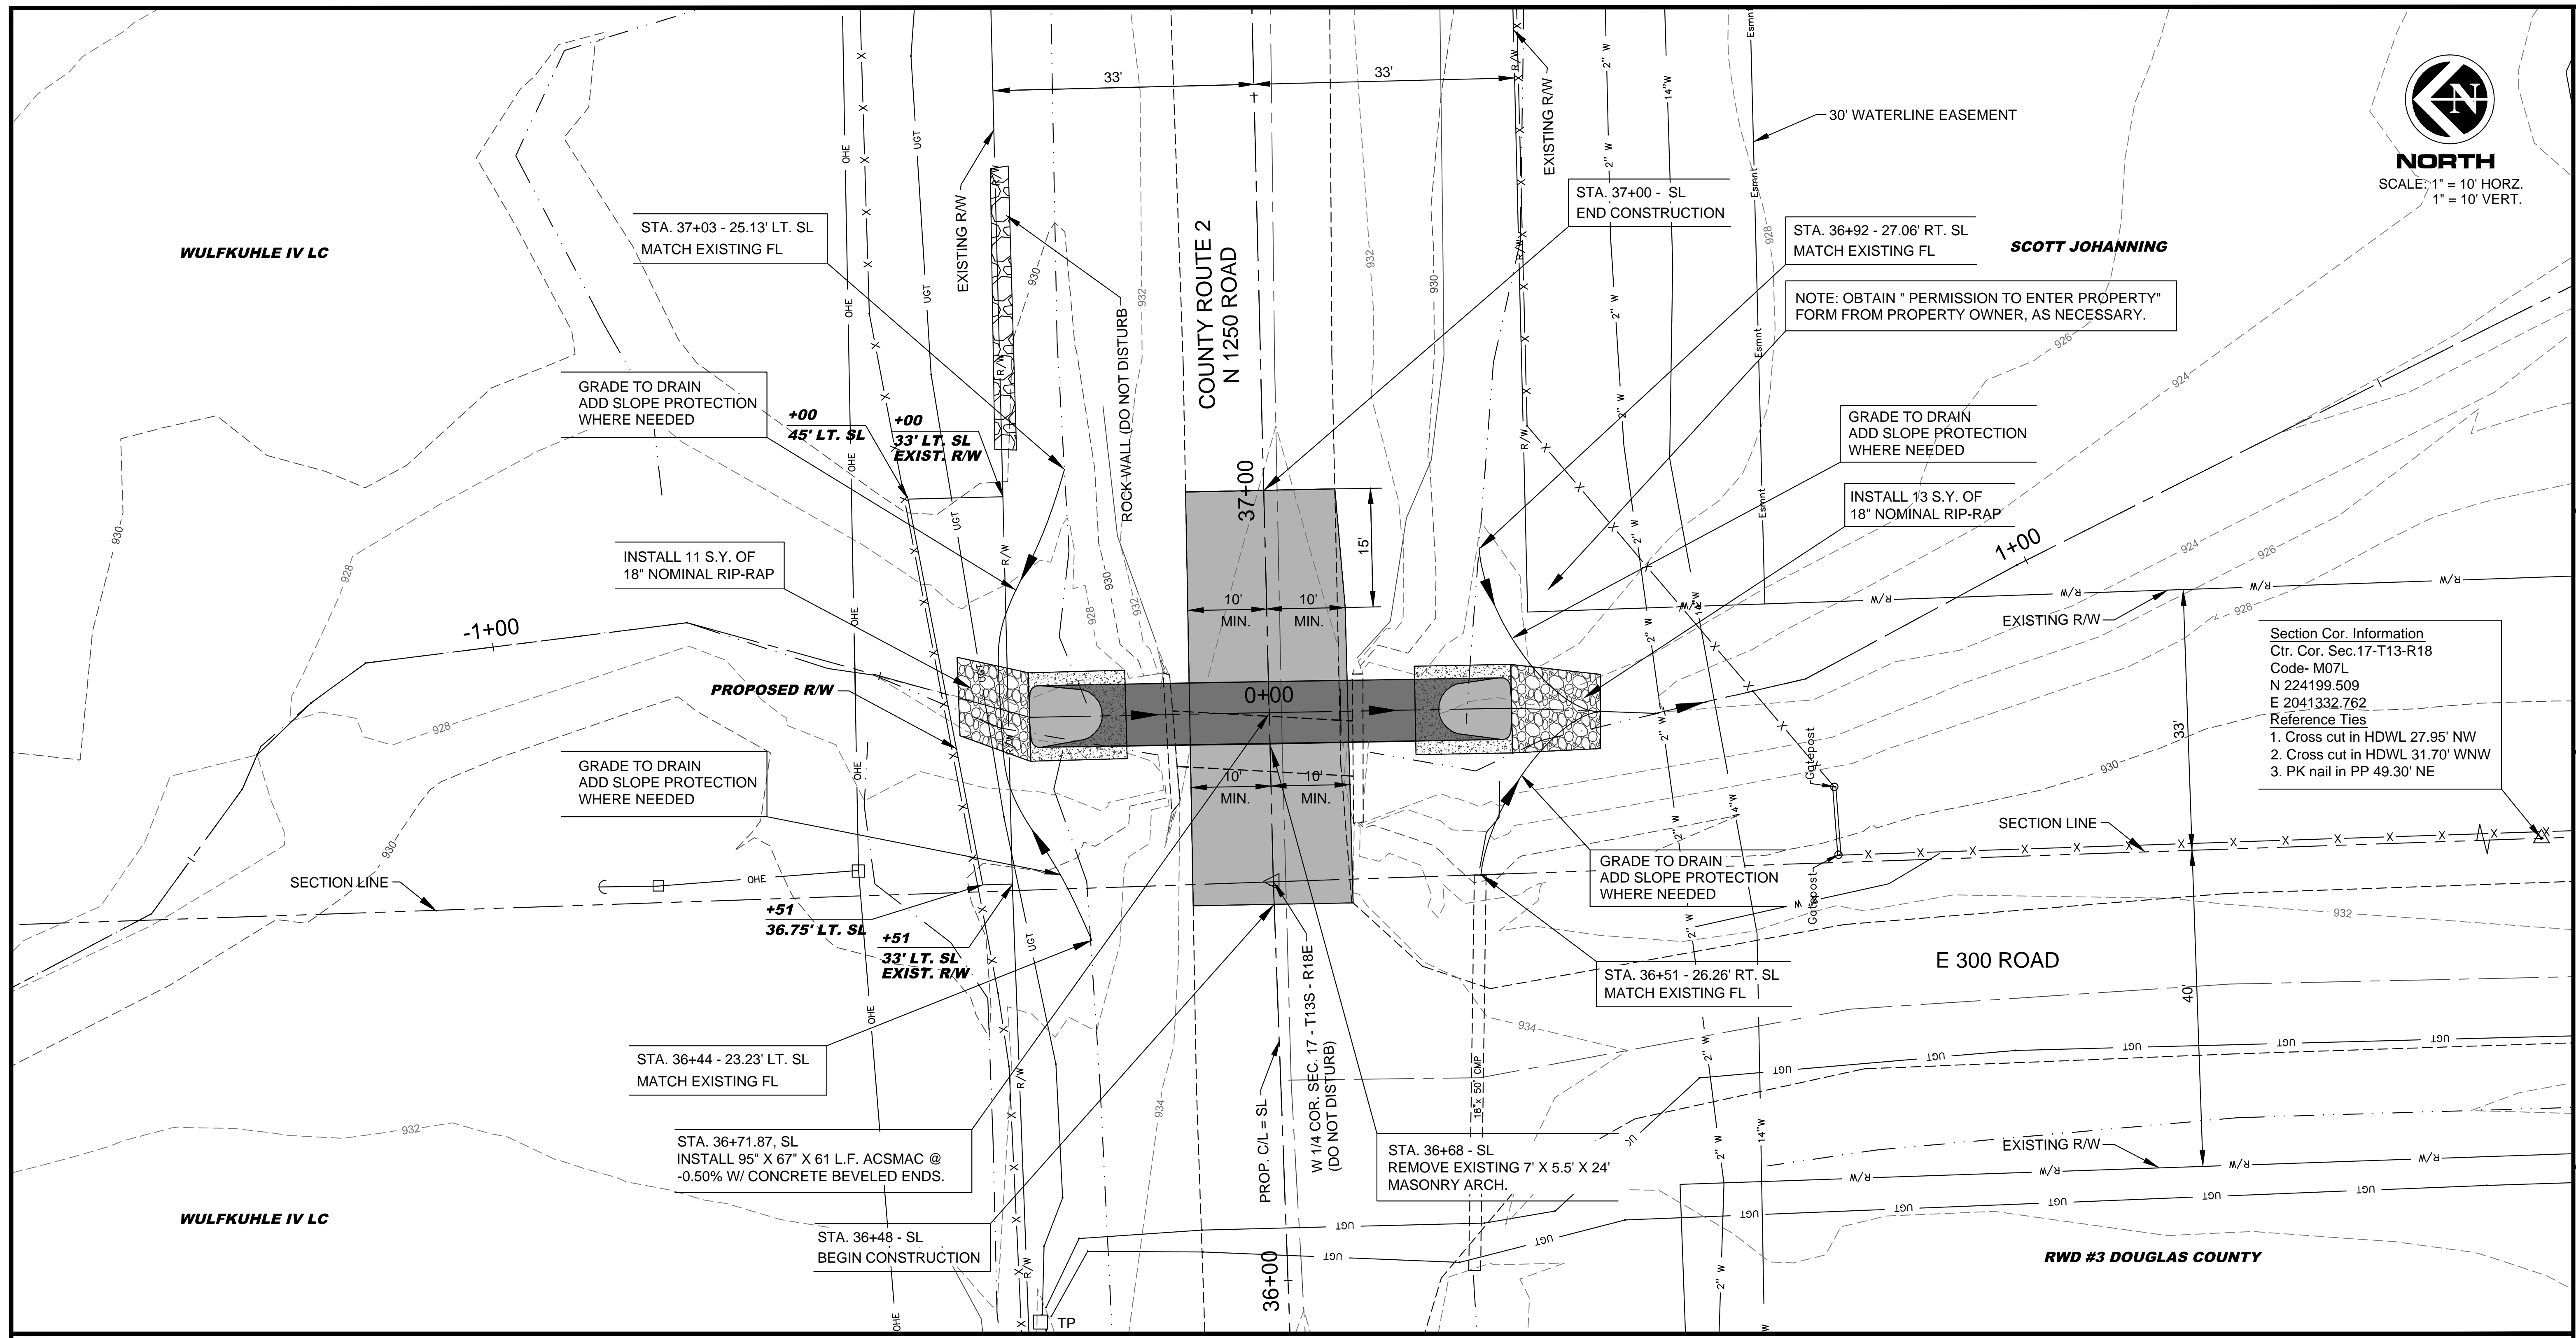 33'
33'
NORTH
SCALE: 1" = 10' HORZ.
1" = 10' VERT.
30' WATERLINE EASEMENT
EXISTING R/W
EXISTING R/W
STA. 37+00 - SL
END CONSTRUCTION
STA. 37+03 - 25.13' LT. SL
MATCH EXISTING FL
COUNTY ROUTE 2
N 1250 ROAD
STA. 36+92 - 27.06' RT. SL
MATCH EXISTING FL
WULFKUHLE IV LC
SCOTT JOHANNING
NOTE: OBTAIN " PERMISSION TO ENTER PROPERTY"
FORM FROM PROPERTY OWNER, AS NECESSARY.
ROCK WALL (DO NOT DISTURB
GRADE TO DRAIN
ADD SLOPE PROTECTION
WHERE NEEDED
+00
45' LT. SL
+00
33' LT. SL
EXIST. R/W
GRADE TO DRAIN
ADD SLOPE PROTECTION
WHERE NEEDED
37+00
15'
INSTALL 13 S.Y. OF
18" NOMINAL RIP-RAP
INSTALL 11 S.Y. OF
18" NOMINAL RIP-RAP
1+00
10'
MIN.
10'
MIN.
-1+00
EXISTING R/W
Section Cor. Information
Ctr. Cor. Sec.17-T13-R18
Code- M07L
N 224199.509
E 2041332.762
Reference Ties
1. Cross cut in HDWL 27.95' NW
2. Cross cut in HDWL 31.70' WNW
3. PK nail in PP 49.30' NE
PROPOSED R/W
0+00
33'
GRADE TO DRAIN
ADD SLOPE PROTECTION
WHERE NEEDED
10'
MIN.
10'
MIN.
Gatepost
Gatepost
SECTION LINE
SECTION LINE
GRADE TO DRAIN
ADD SLOPE PROTECTION
WHERE NEEDED
+51
36.75' LT. SL
+51
33' LT. SL
EXIST. R/W
E 300 ROAD
STA. 36+51 - 26.26' RT. SL
MATCH EXISTING FL
40'
STA. 36+44 - 23.23' LT. SL
MATCH EXISTING FL
PROP. C/L = SL
W 1/4 COR. SEC. 17 - T13S - R18E
(DO NOT DISTURB)
18"x 50' CMP
STA. 36+71.87, SL
INSTALL 95" X 67" X 61 L.F. ACSMAC @
-0.50% W/ CONCRETE BEVELED ENDS.
STA. 36+68 - SL
REMOVE EXISTING 7' X 5.5' X 24'
MASONRY ARCH.
EXISTING R/W
WULFKUHLE IV LC
STA. 36+48 - SL
BEGIN CONSTRUCTION
36+00
RWD #3 DOUGLAS COUNTY
TP